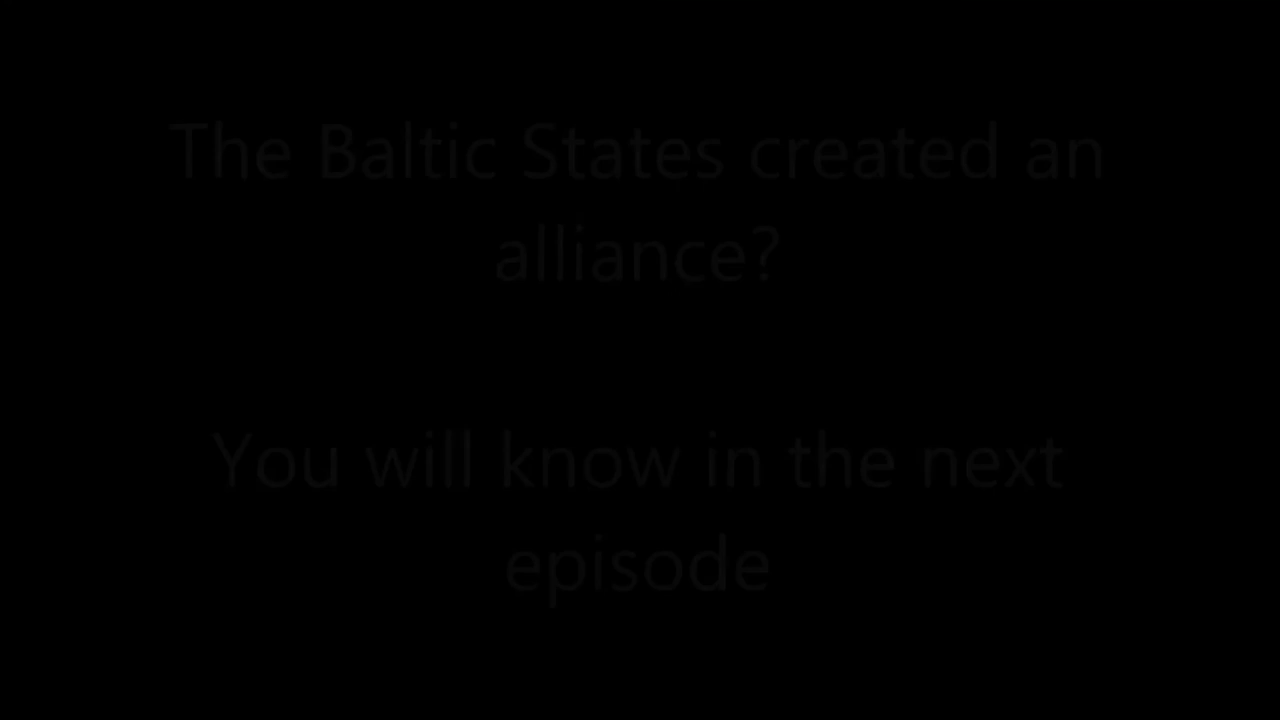 The Baltic States created an
alliance?
You will know in the next
episode